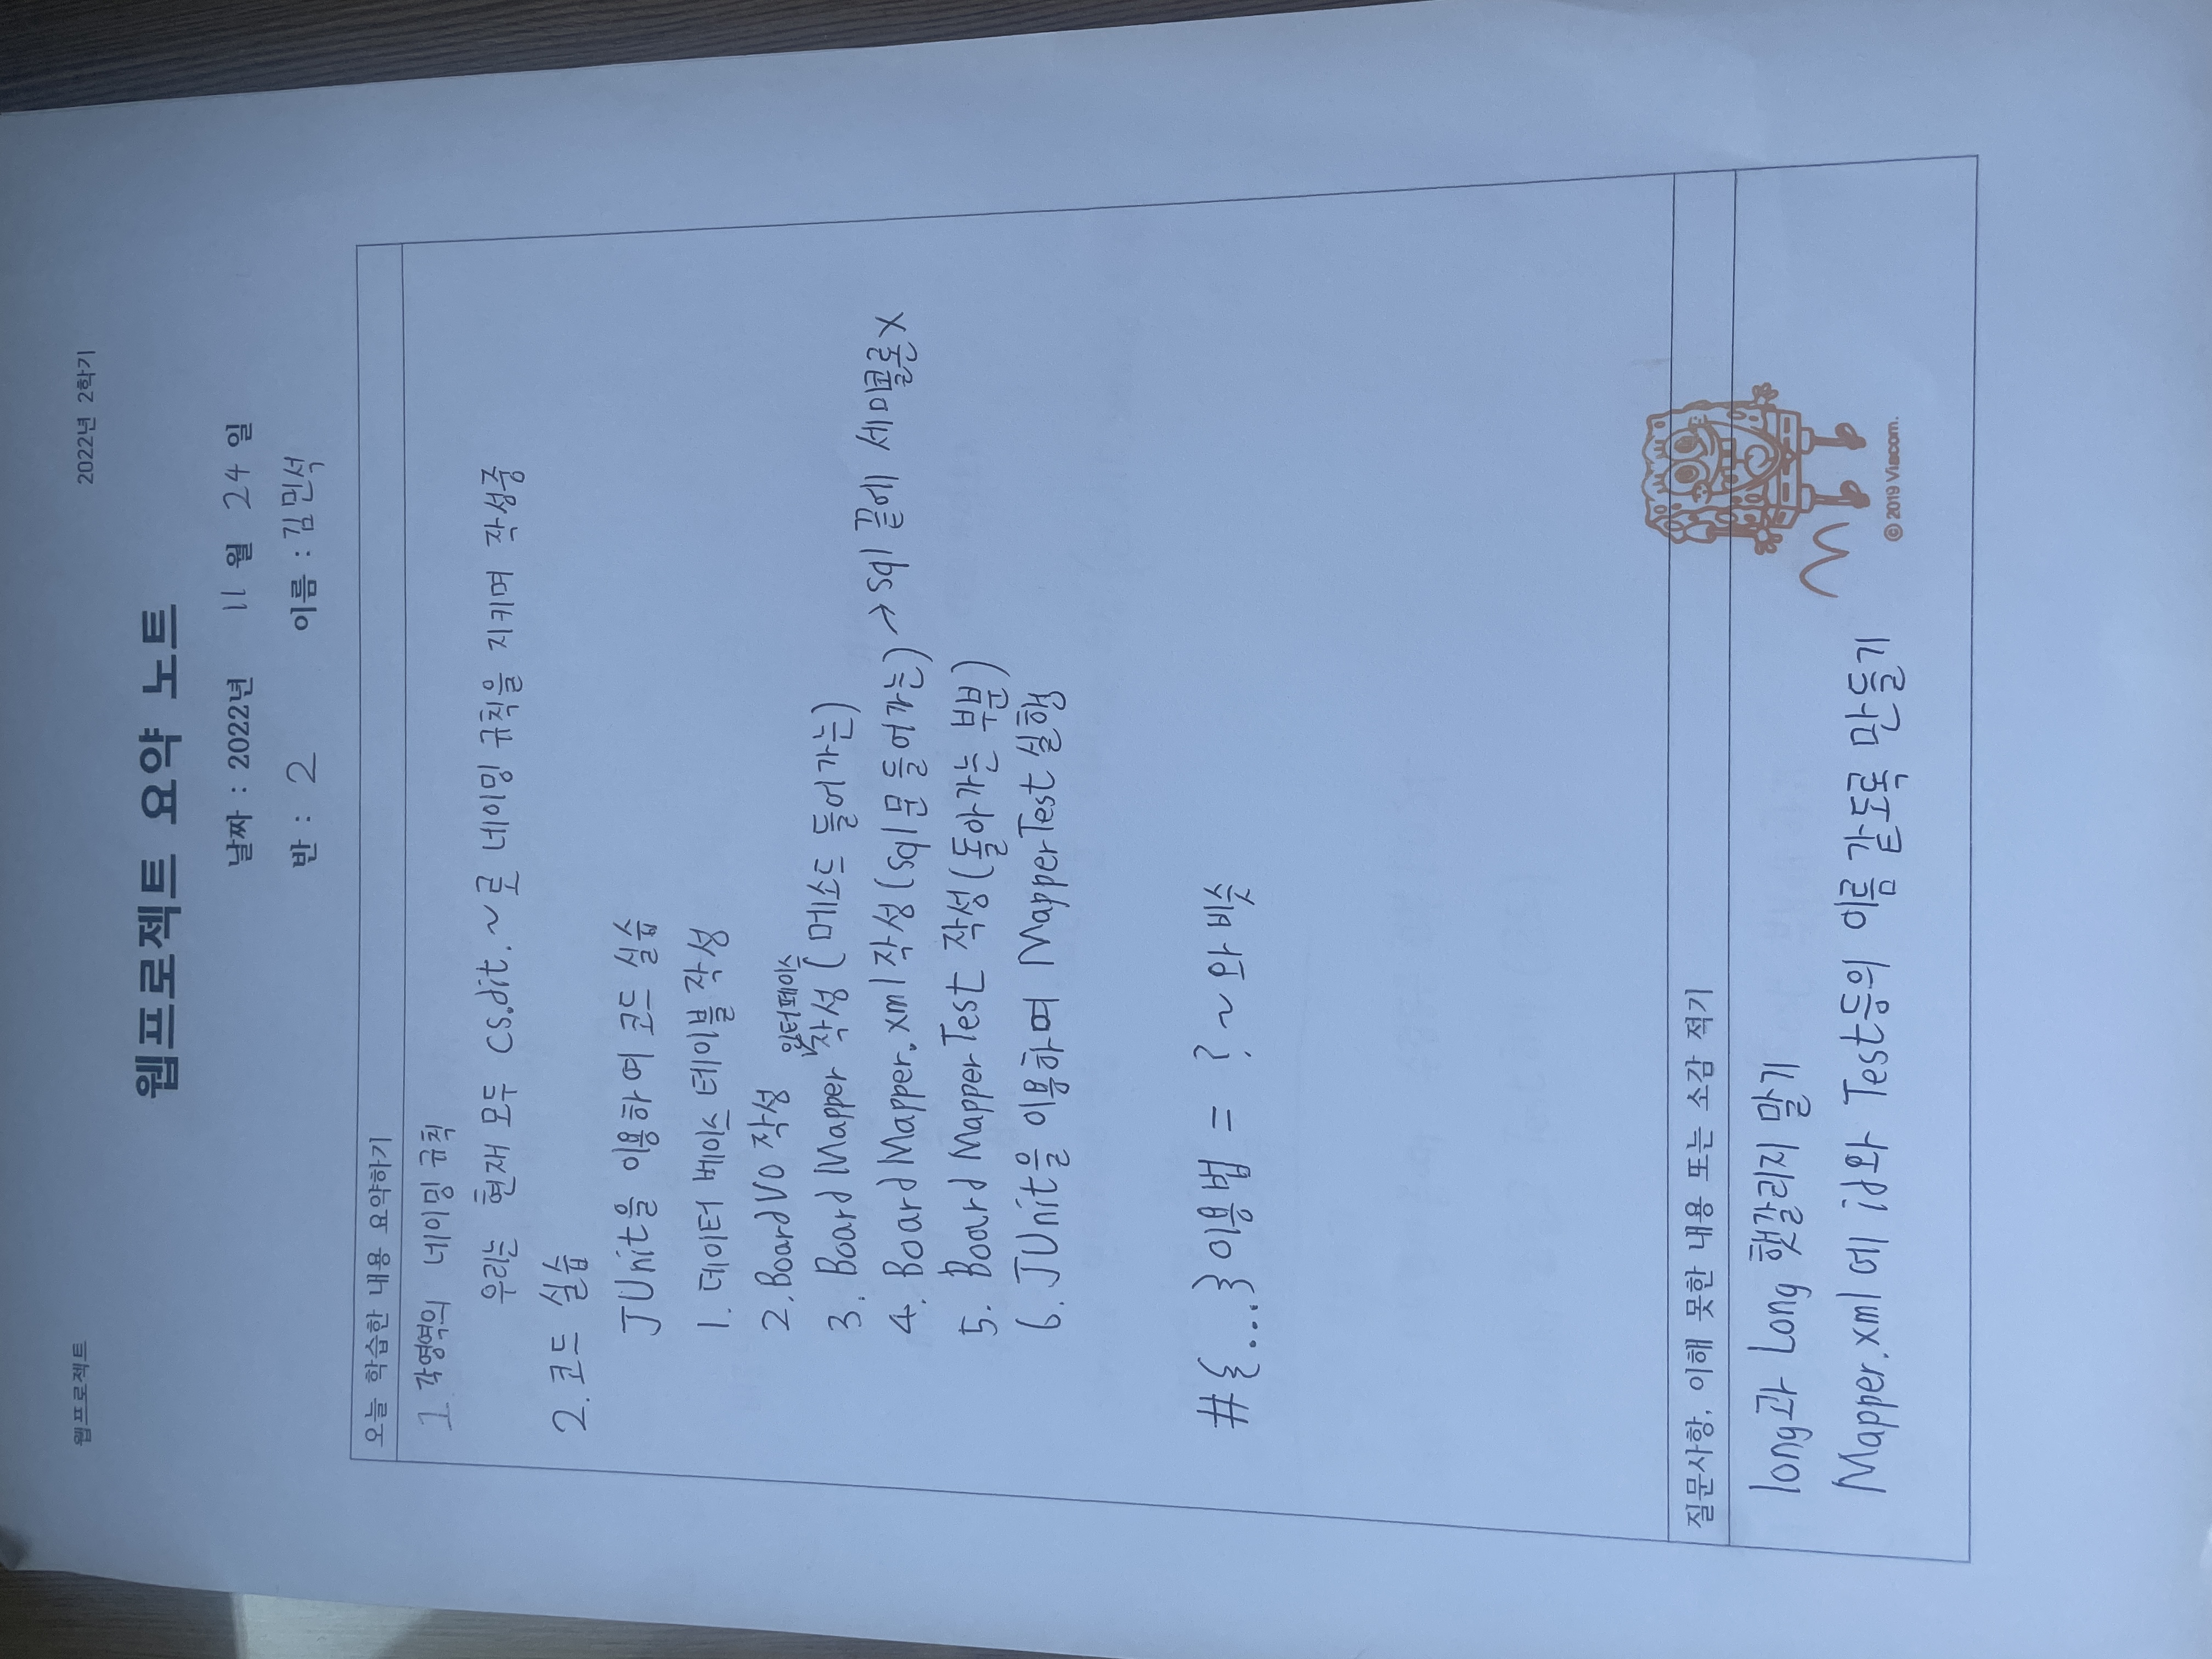 웹프로젝트
2022년 2학기
웹프로젝트 요약 노트
날짜 : 2022년 11 월 24 일
반 : 2 이름 : 김민석
오늘 학습한 내용 요약하기
1. 각영역의 네이밍 규칙
우리는 현재 모두 cs.dit.~로 네이밍 규칙을 지키며 작성중
2. 코드 실습
JUnit을 이용하여 코드 실습
1. 데이터 베이스 테이블 작성
2. BoardVO 작성
인터페이스
3. Board Mapper 작성 (메소드 들어가는)
4. Board Mapper.xml 작성 (sql문 들어가는) → sql 끝에 세미콜론 X
5. Board Mapper Test 작성 (돌아가는 부분)
6. JUnit을 이용하며 MapperTest 실행
#{...} 이용법 = ? ~ 와 비슷
질문사항, 이해 못한 내용 또는 소감 적기
long과 Long 햇갈리지 말기
Mapper.xml에 id와 Test등의 이름 같도록 만들기
© 2019 Viacom.